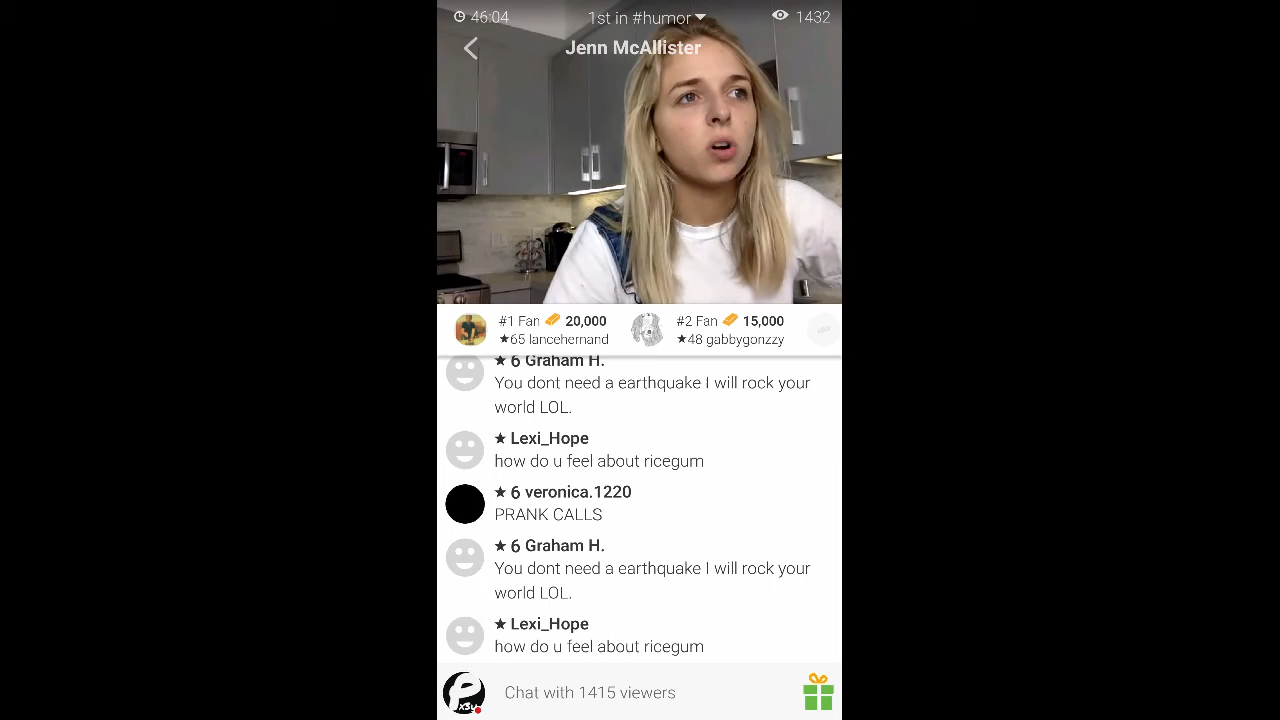 46:04
1st in #humor
1432
Jenn McAllister
#1 Fan 20,000
★65 lancehernand
#2 Fan 15,000
★48 gabbygonzzy
★ 6 Graham H.
You dont need a earthquake I will rock your
world LOL.
★ Lexi_Hope
how do u feel about ricegum
★ 6 veronica.1220
PRANK CALLS
★ 6 Graham H.
You dont need a earthquake I will rock your
world LOL.
★ Lexi_Hope
how do u feel about ricegum
Chat with 1415 viewers